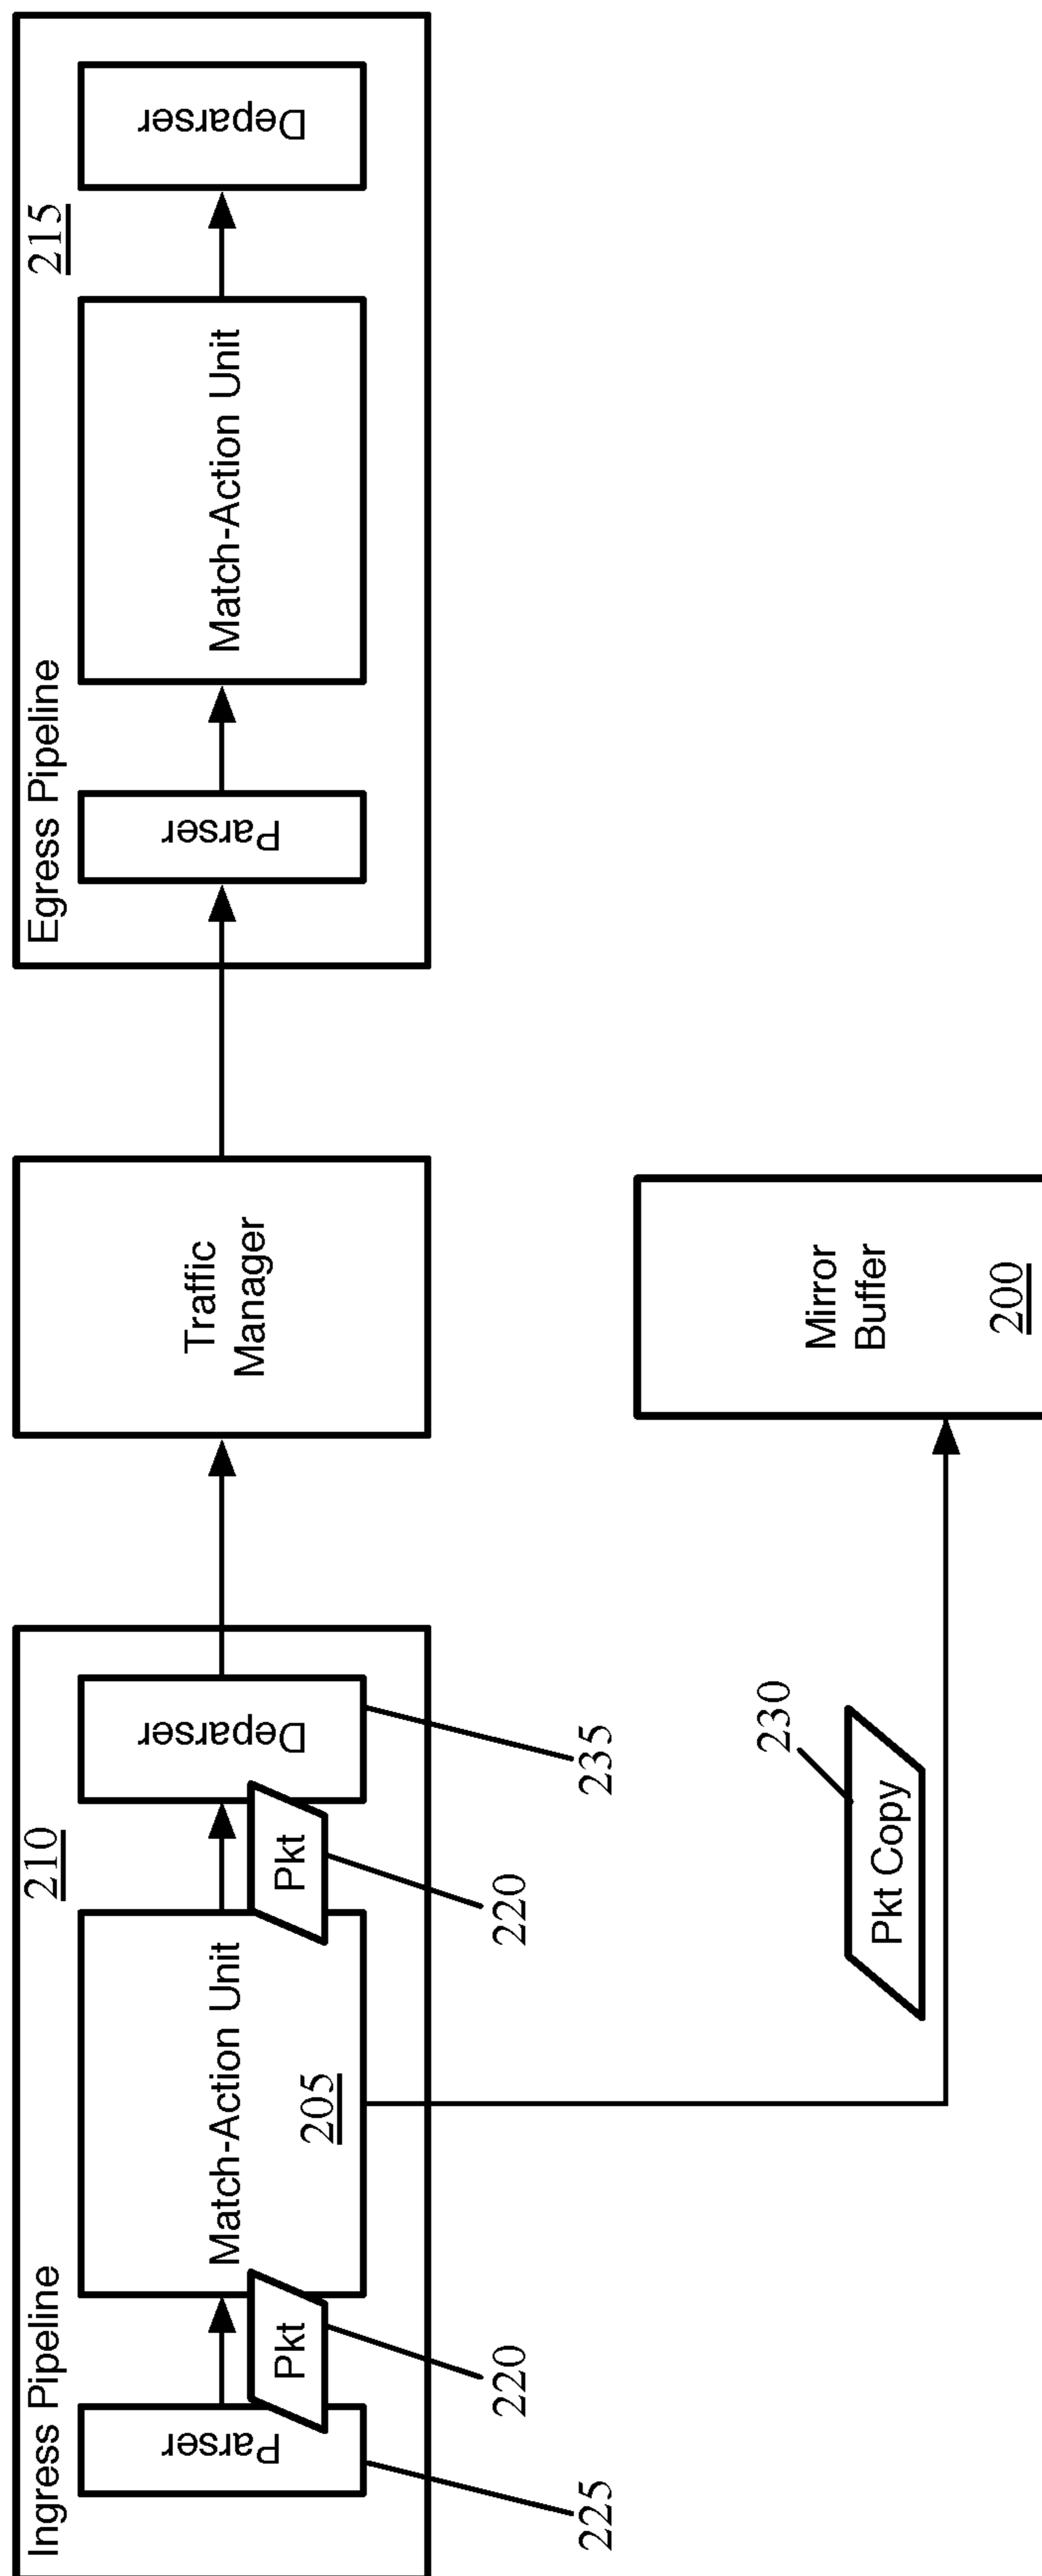 Ingress Pipeline
210
Parser
Match-Action Unit
205
Deparser
Pkt
Pkt
225
220
220
235
Traffic
Manager
Egress Pipeline
215
Parser
Match-Action Unit
Deparser
Pkt Copy
230
Mirror
Buffer
200